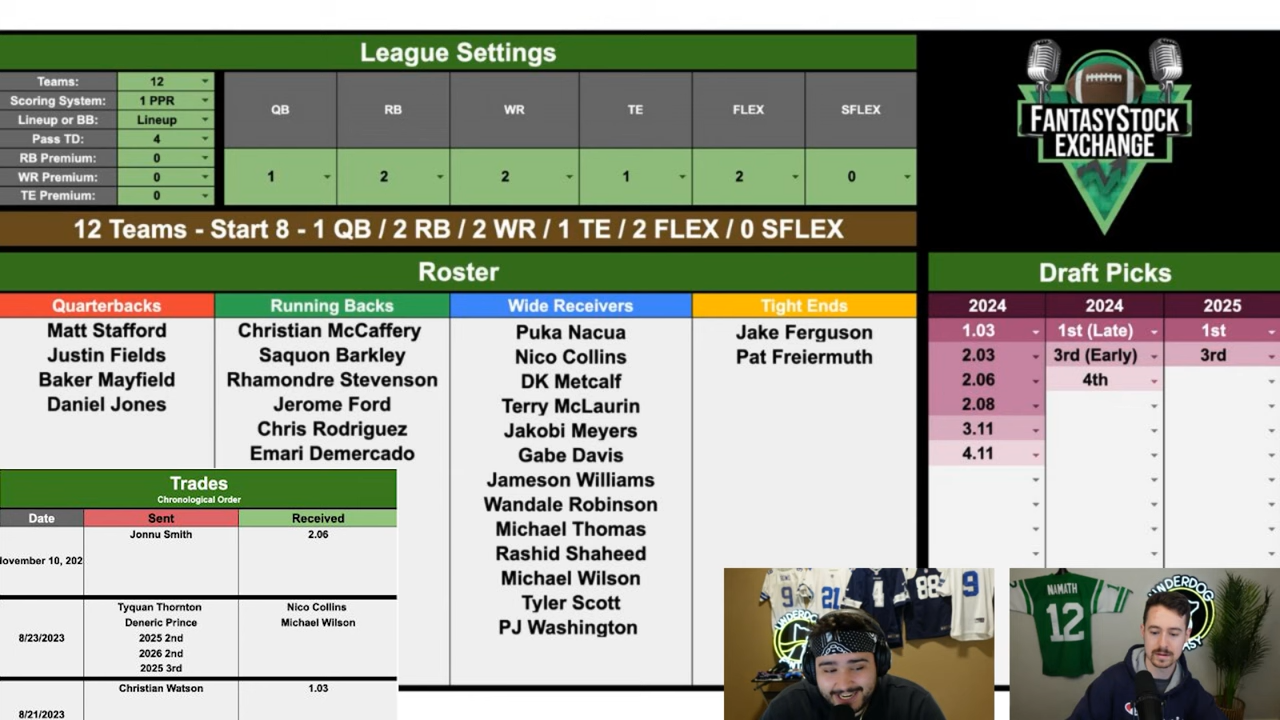 League Settings
Teams: 12
Scoring System: 1 PPR
Lineup or BB: Lineup
Pass TD: 4
RB Premium: 0
WR Premium: 0
TE Premium: 0
QB RB WR TE FLEX SFLEX
1 2 2 1 2 0
12 Teams - Start 8 - 1 QB / 2 RB / 2 WR / 1 TE / 2 FLEX / 0 SFLEX
FANTASYSTOCK
EXCHANGE
Roster
Quarterbacks
Matt Stafford
Justin Fields
Baker Mayfield
Daniel Jones
Running Backs
Christian McCaffery
Saquon Barkley
Rhamondre Stevenson
Jerome Ford
Chris Rodriguez
Emari Demercado
Wide Receivers
Puka Nacua
Nico Collins
DK Metcalf
Terry McLaurin
Jakobi Meyers
Gabe Davis
Jameson Williams
Wandale Robinson
Michael Thomas
Rashid Shaheed
Michael Wilson
Tyler Scott
PJ Washington
Tight Ends
Jake Ferguson
Pat Freiermuth
Draft Picks
2024
1.03
2.03
2.06
2.08
3.11
4.11
2024
1st (Late)
3rd (Early)
4th
2025
1st
3rd
Trades
Chronological Order
Date Sent Received
Jonnu Smith 2.06
November 10, 202
Tyquan Thornton Nico Collins
Deneric Prince Michael Wilson
8/23/2023
2025 2nd
2026 2nd
2025 3rd
Christian Watson 1.03
8/21/2023
9
21
4
88
9
NAMATH
12